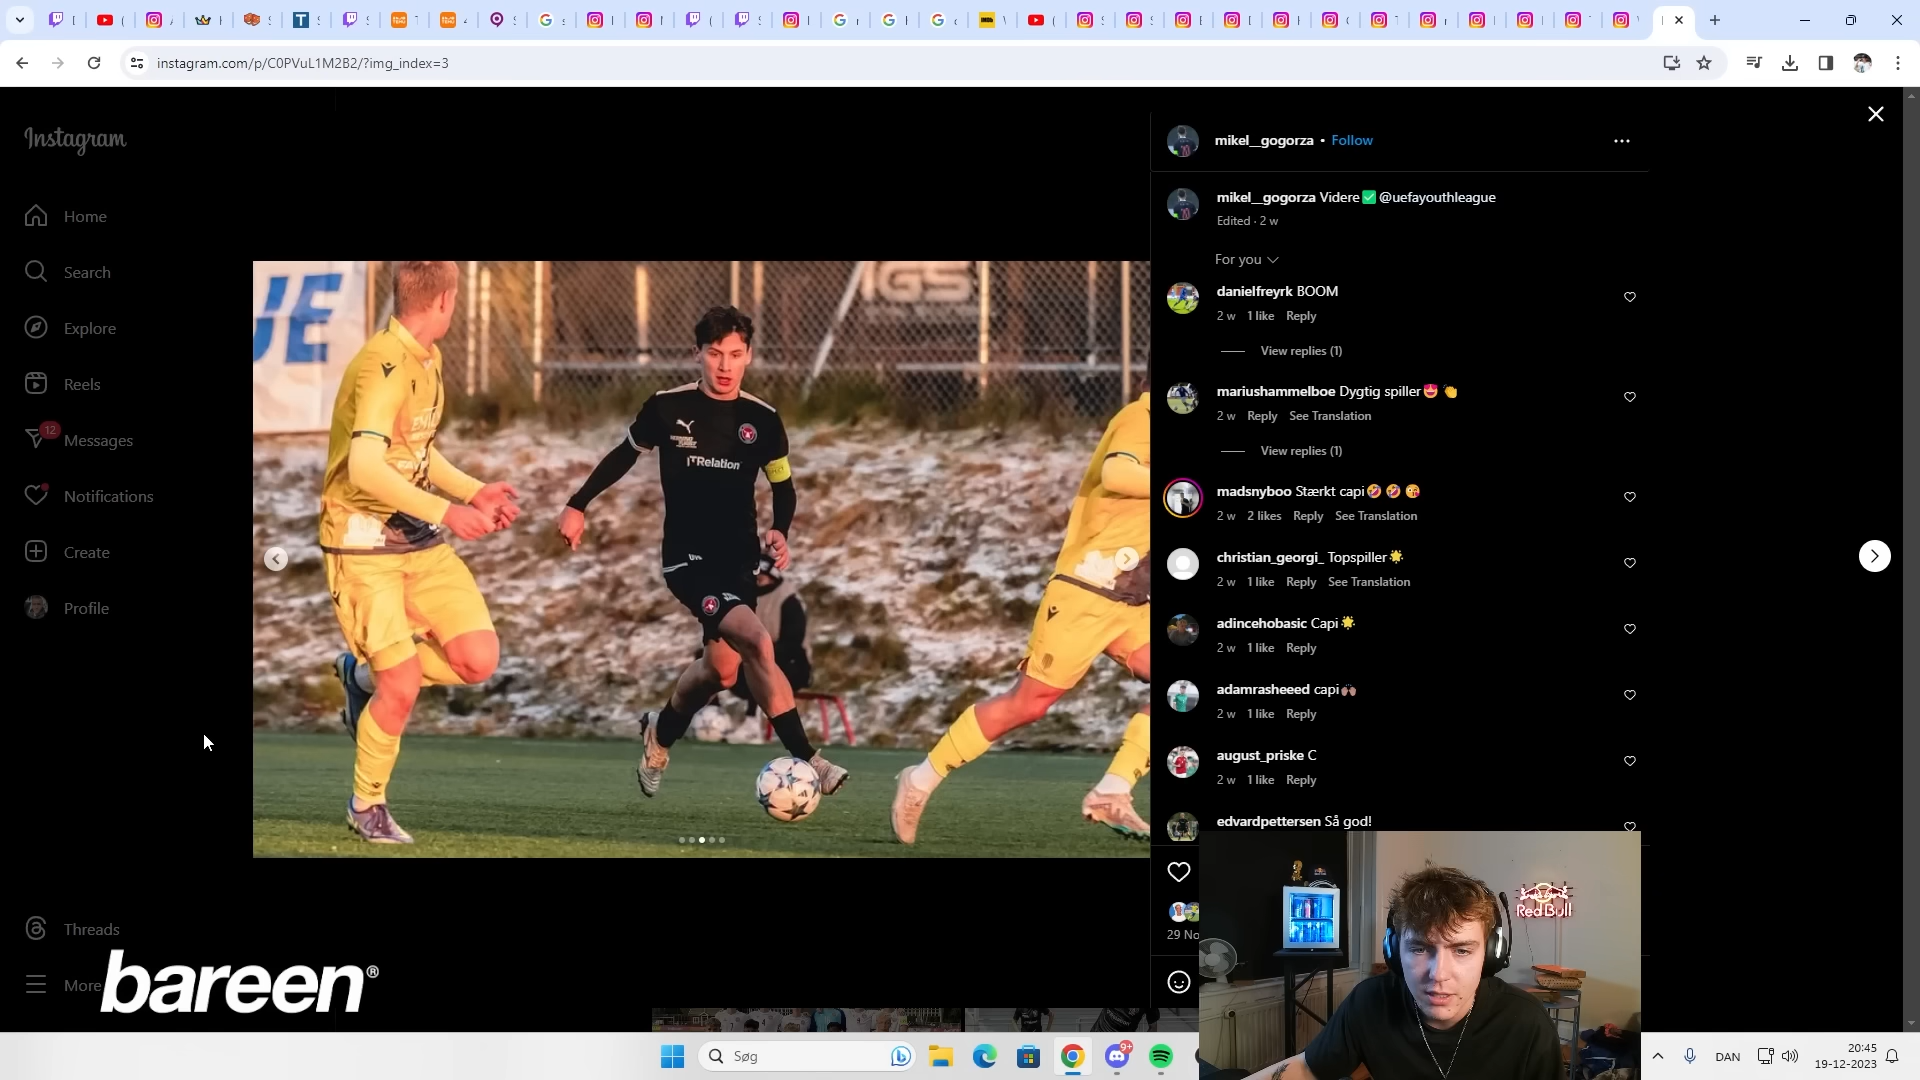 instagram.com/p/C0PVuL1M2B2/?img_index=3
Instagram
Home
Search
Explore
Reels
12
Messages
Notifications
Create
Profile
Threads
More
bareen®
iTRelation
mikel__gogorza • Follow
mikel__gogorza Videre✅ @uefayouthleague
Edited · 2 w
For you
danielfreyrk BOOM
2 w 1 like Reply
View replies (1)
mariushammelboe Dygtig spiller😍 👏
2 w Reply See Translation
View replies (1)
madsnyboo Stærkt capi🤣 🤣 😘
2 w 2 likes Reply See Translation
christian_georgi_ Topspiller🌟
2 w 1 like Reply See Translation
adincehobasic Capi🌟
2 w 1 like Reply
adamrasheeed capi🙌🏽
2 w 1 like Reply
august_priske C
2 w 1 like Reply
edvardpettersen Så god!
29 No
Red Bull
Søg
9+
DAN
20:45
19-12-2023